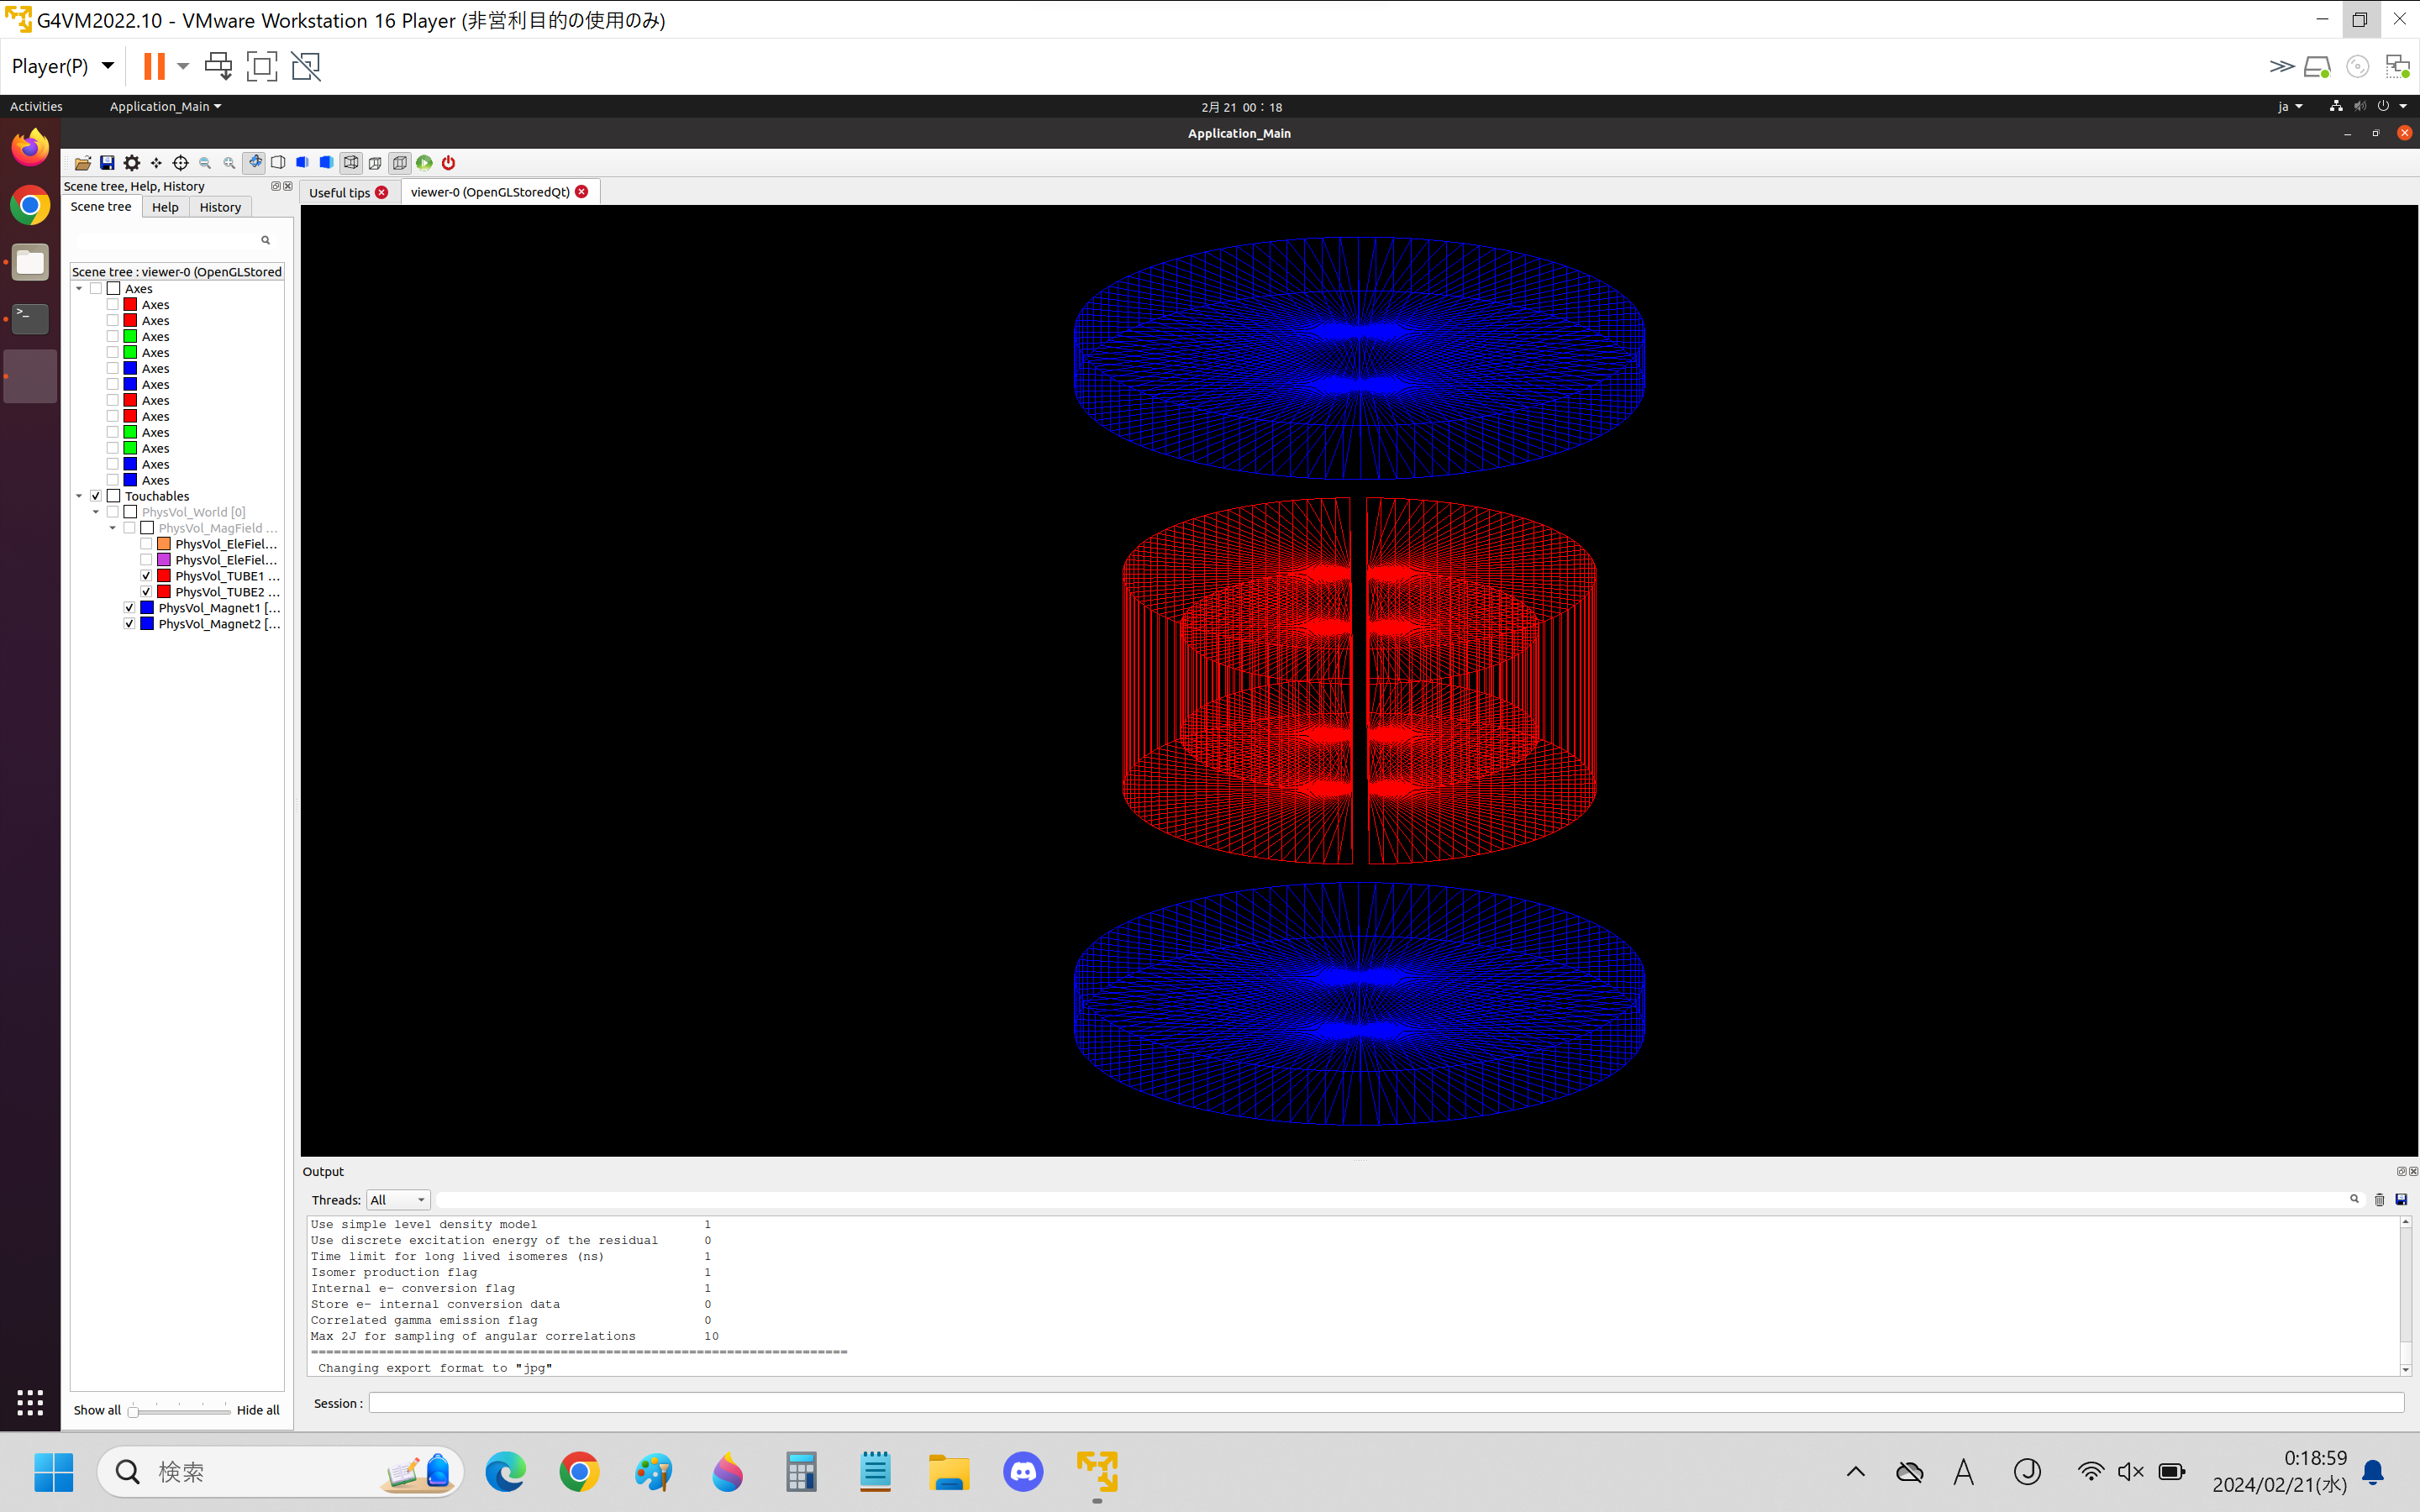 G4VM2022.10 - VMware Workstation 16 Player (非営利目的の使用のみ)
Player(P)
Activities
Application_Main
2月 21 00：18
ja
Application_Main
Scene tree, Help, History
Scene tree
Help
History
Useful tips
viewer-0 (OpenGLStoredQt)
Scene tree : viewer-0 (OpenGLStored
Axes
Axes
Axes
Axes
Axes
Axes
Axes
Axes
Axes
Axes
Axes
Axes
Axes
Touchables
PhysVol_World [0]
PhysVol_MagField ...
PhysVol_EleFiel...
PhysVol_EleFiel...
PhysVol_TUBE1 ...
PhysVol_TUBE2 ...
PhysVol_Magnet1 [...
PhysVol_Magnet2 [...
Show all
Hide all
Output
Threads:
All
Use simple level density model 1
Use discrete excitation energy of the residual 0
Time limit for long lived isomeres (ns) 1
Isomer production flag 1
Internal e- conversion flag 1
Store e- internal conversion data 0
Correlated gamma emission flag 0
Max 2J for sampling of angular correlations 10
=======================================================================
Changing export format to "jpg"
Session :
検索
A
J
0:18:59
2024/02/21(水)